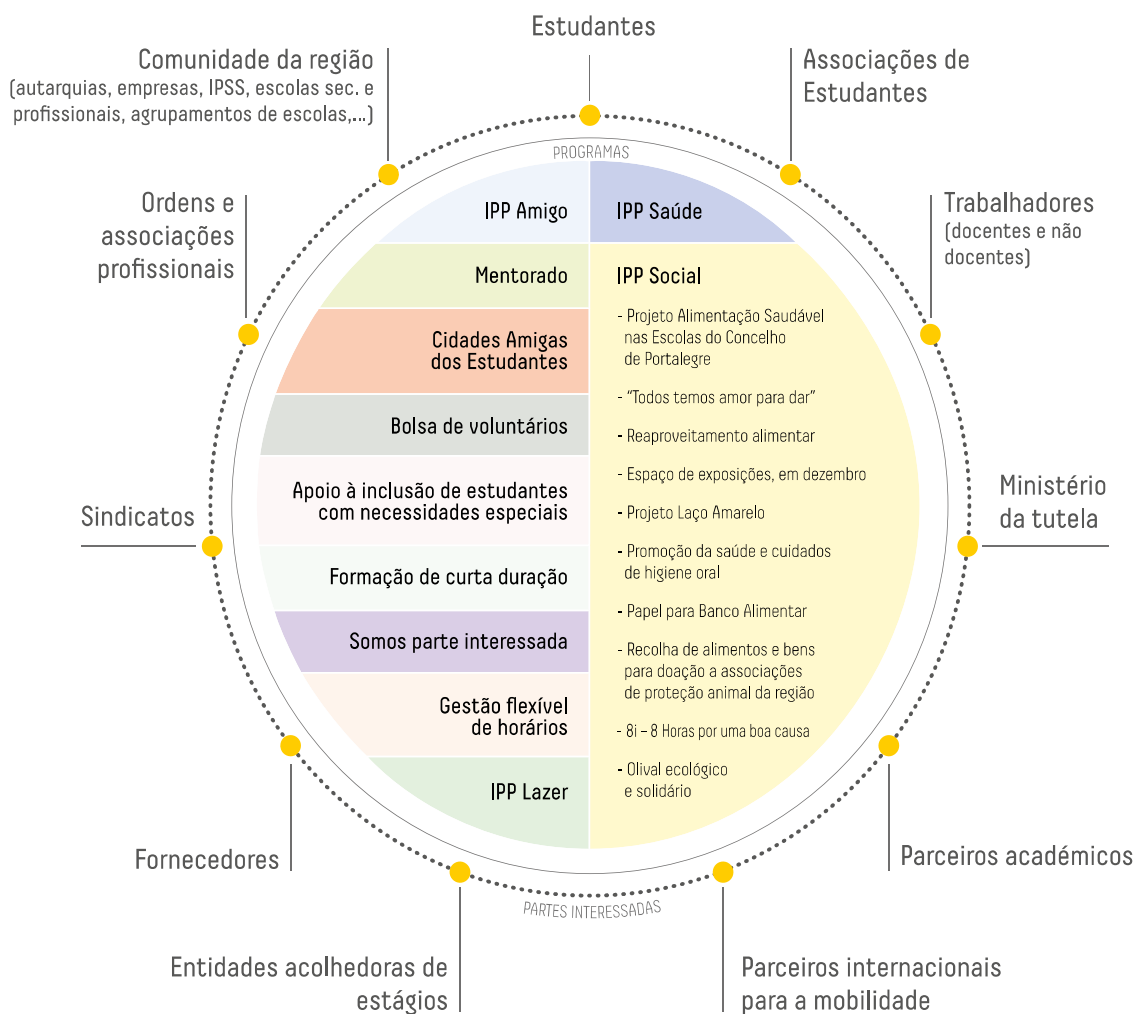 Estudantes
Comunidade da região
(autarquias, empresas, IPSS, escolas sec. e
profissionais, agrupamentos de escolas,...)
Associações de
Estudantes
Ordens e
associações
profissionais
Trabalhadores
(docentes e não
docentes)
Sindicatos
Ministério
da tutela
Fornecedores
Parceiros académicos
Entidades acolhedoras de
estágios
Parceiros internacionais
para a mobilidade
PROGRAMAS
IPP Amigo
Mentorado
Cidades Amigas
dos Estudantes
Bolsa de voluntários
Apoio à inclusão de estudantes
com necessidades especiais
Formação de curta duração
Somos parte interessada
Gestão flexível
de horários
IPP Lazer
IPP Saúde
IPP Social
- Projeto Alimentação Saudável
nas Escolas do Concelho
de Portalegre
- "Todos temos amor para dar"
- Reaproveitamento alimentar
- Espaço de exposições, em dezembro
- Projeto Laço Amarelo
- Promoção da saúde e cuidados
de higiene oral
- Papel para Banco Alimentar
- Recolha de alimentos e bens
para doação a associações
de proteção animal da região
- 8i – 8 Horas por uma boa causa
- Olival ecológico
e solidário
PARTES INTERESSADAS